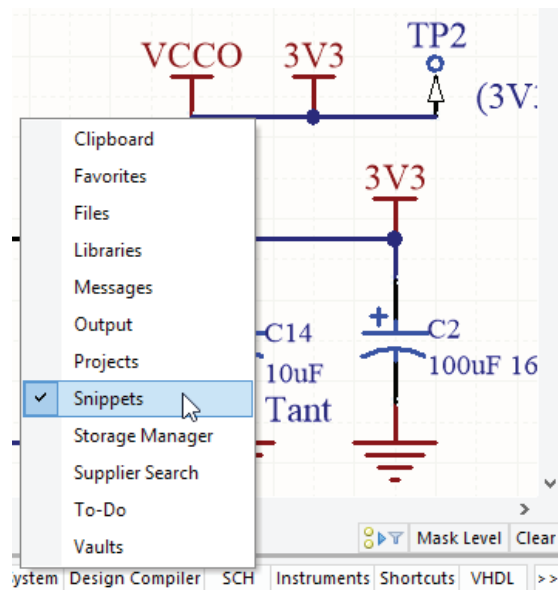 TP2
VCCO 3V3
(3V3
3V3
Clipboard
Favorites
Files
Libraries
Messages
Output
Projects
Snippets
Storage Manager
Supplier Search
To-Do
Vaults
C14
10uF
Tant
+
C2
100uF 16
Mask Level Clear
ystem Design Compiler SCH Instruments Shortcuts VHDL >>